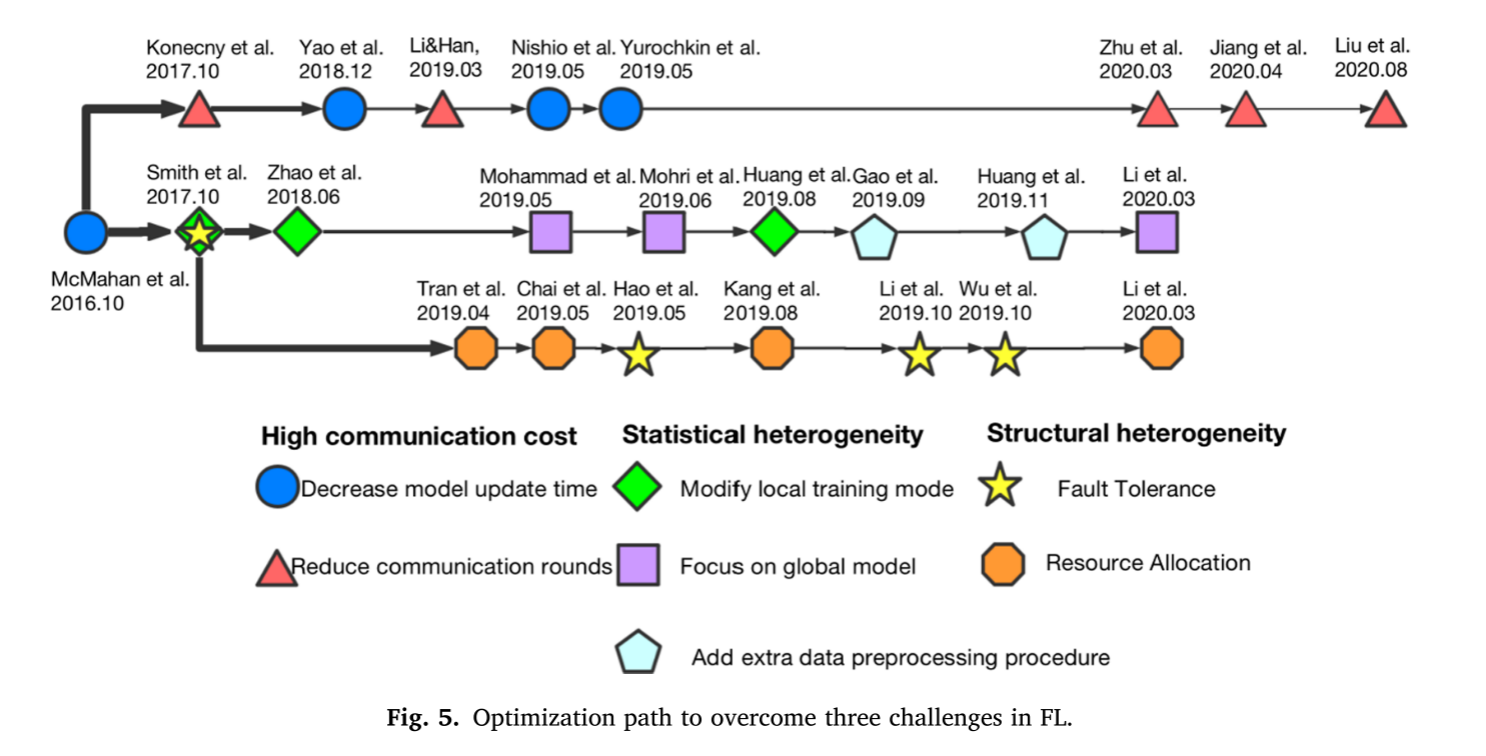 Konecny et al.
2017.10
Yao et al.
2018.12
Li&Han,
2019.03
Nishio et al.
2019.05
Yurochkin et al.
2019.05
Zhu et al.
2020.03
Jiang et al.
2020.04
Liu et al.
2020.08
Smith et al.
2017.10
Zhao et al.
2018.06
Mohammad et al.
2019.05
Mohri et al.
2019.06
Huang et al.
2019.08
Gao et al.
2019.09
Huang et al.
2019.11
Li et al.
2020.03
McMahan et al.
2016.10
Tran et al.
2019.04
Chai et al.
2019.05
Hao et al.
2019.05
Kang et al.
2019.08
Li et al.
2019.10
Wu et al.
2019.10
Li et al.
2020.03
High communication cost
Decrease model update time
Reduce communication rounds
Statistical heterogeneity
Modify local training mode
Focus on global model
Add extra data preprocessing procedure
Structural heterogeneity
Fault Tolerance
Resource Allocation
Fig. 5. Optimization path to overcome three challenges in FL.